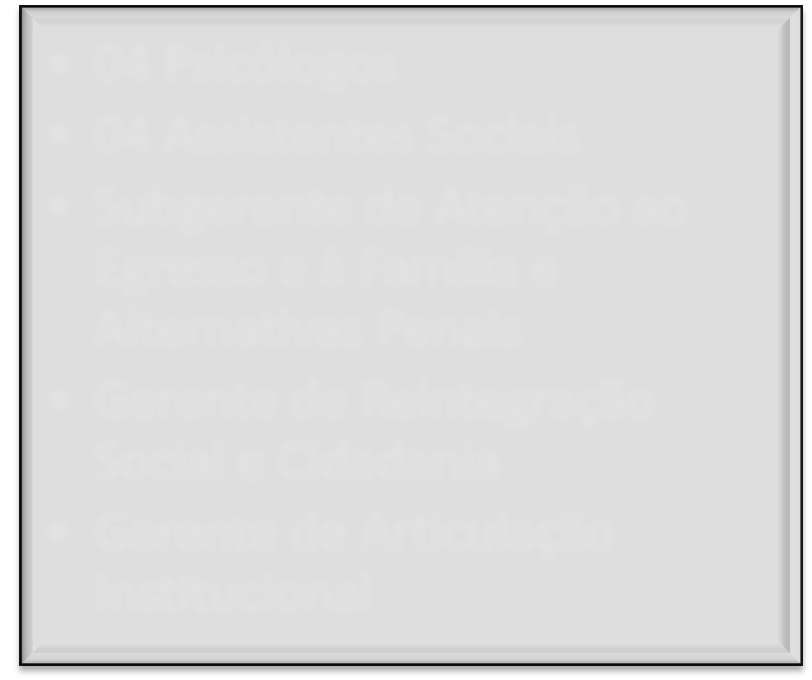 • 04 Psicólogos
• 04 Assistentes Sociais
• Subgerente de Atenção ao
Egresso e à Família e
Alternativas Penais
• Gerente de Reintegração
Social e Cidadania
• Gerente de Articulação
Institucional